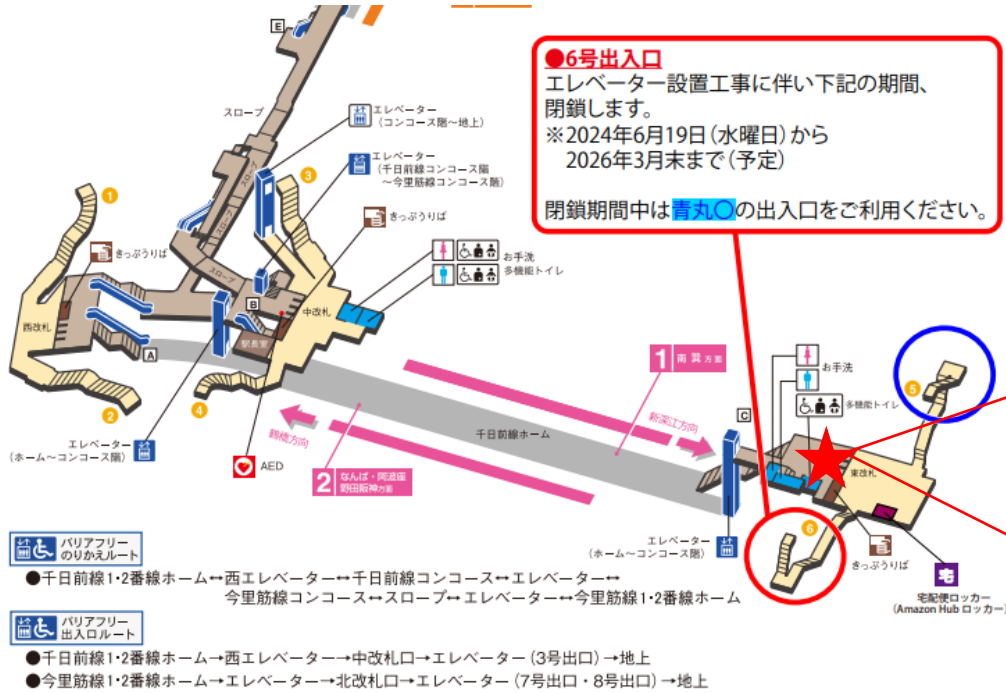 ●6号出入口
エレベーター設置工事に伴い下記の期間、
閉鎖します。
※2024年6月19日(水曜日)から
2026年3月末まで(予定)
閉鎖期間中は青丸〇の出入口をご利用ください。
E
スロープ
エレベーター
(コンコース階～地上)
エレベーター
(千日前線コンコース階
～今里筋線コンコース階)
スロープ
スロープ
スロープ
1
3
きっぷうりば
きっぷうりば
お手洗
多機能トイレ
西改札
中改札
B
駅長室
A
2
4
エレベーター
(ホーム～コンコース階)
AED
鶴橋方向
2 なんば・阿波座
野田阪神方面
千日前線ホーム
1 南巽方面
新深江方向
C
お手洗
多機能トイレ
5
東改札
6
エレベーター
(ホーム～コンコース階)
きっぷうりば
宅
宅配便ロッカー
(Amazon Hub ロッカー)
バリアフリー
のりかえルート
●千日前線1・2番線ホーム↔西エレベーター↔千日前線コンコース↔エレベーター↔
今里筋線コンコース↔スロープ↔エレベーター↔今里筋線1・2番線ホーム
バリアフリー
出入口ルート
●千日前線1・2番線ホーム→西エレベーター→中改札口→エレベーター(3号出口)→地上
●今里筋線1・2番線ホーム→エレベーター→北改札口→エレベーター(7号出口・8号出口)→地上